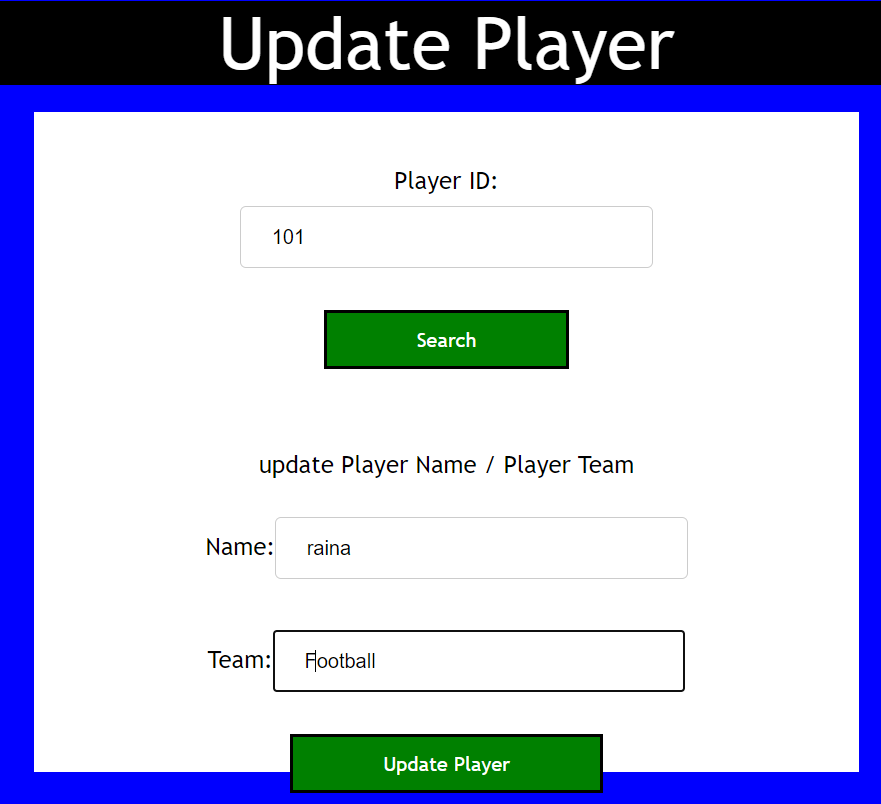 Update Player
Player ID:
101
Search
update Player Name / Player Team
Name: raina
Team: Football
Update Player